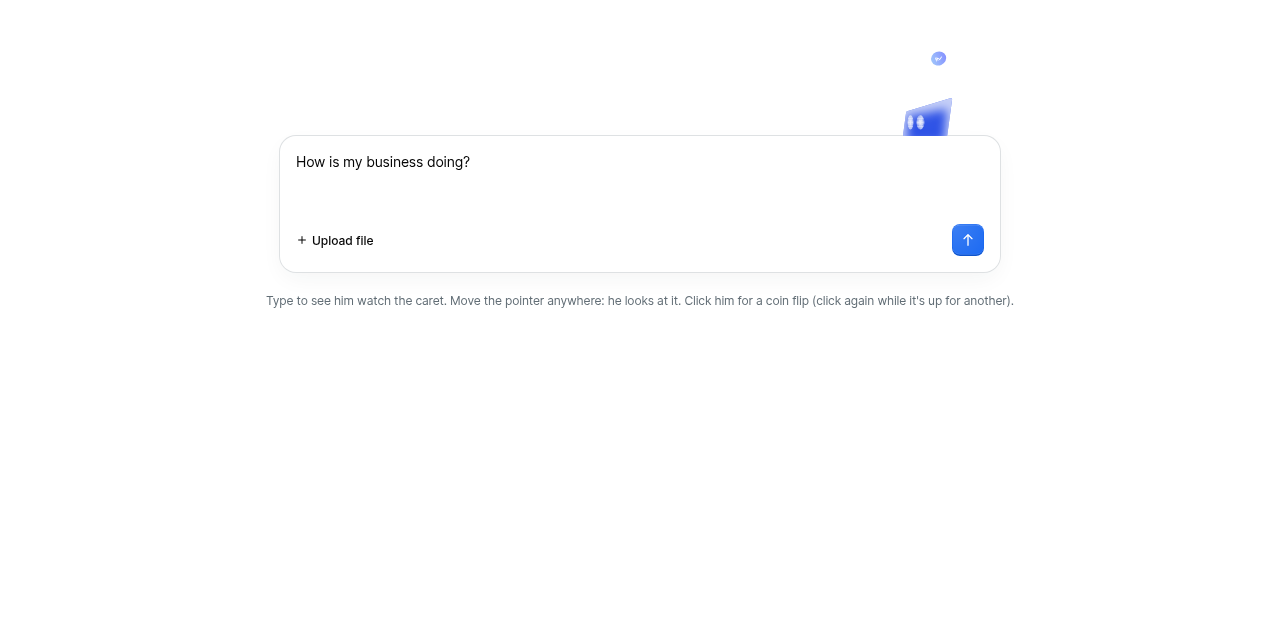 How is my business doing?
+ Upload file
Type to see him watch the caret. Move the pointer anywhere: he looks at it. Click him for a coin flip (click again while it's up for another).